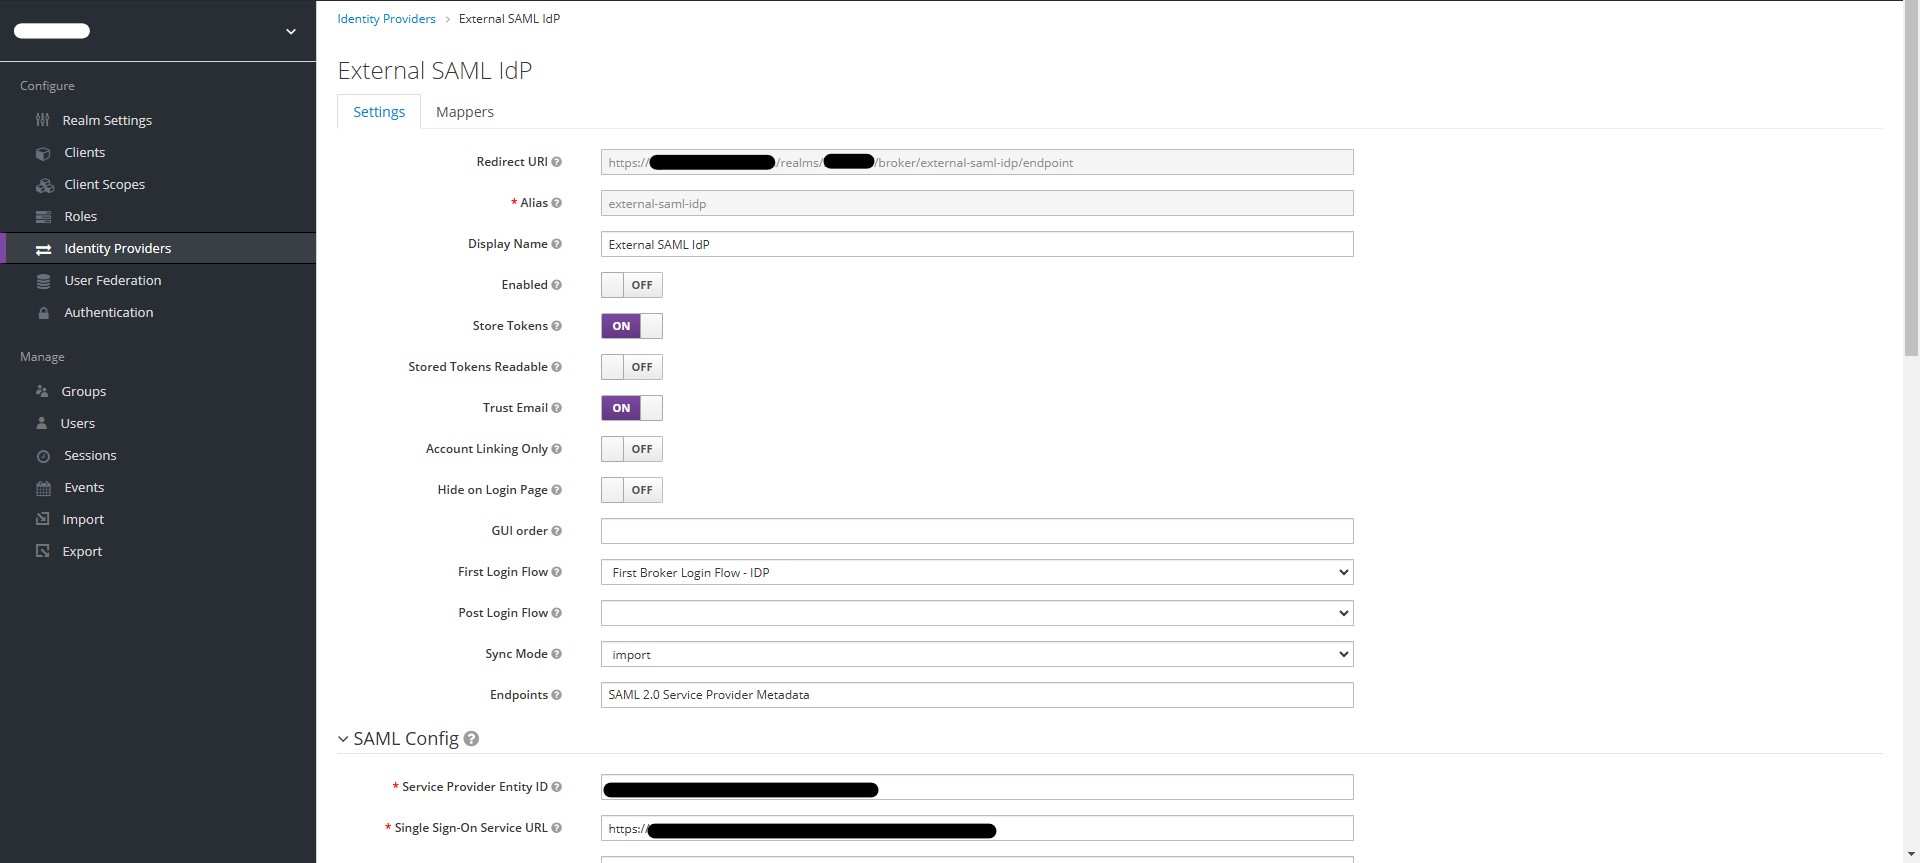 Identity Providers > External SAML IdP
External SAML IdP
Configure
Realm Settings
Clients
Client Scopes
Roles
Identity Providers
User Federation
Authentication
Manage
Groups
Users
Sessions
Events
Import
Export
Settings Mappers
Redirect URI https:// /realms/ /broker/external-saml-idp/endpoint
* Alias external-saml-idp
Display Name External SAML IdP
Enabled OFF
Store Tokens ON
Stored Tokens Readable OFF
Trust Email ON
Account Linking Only OFF
Hide on Login Page OFF
GUI order
First Login Flow First Broker Login Flow - IDP
Post Login Flow
Sync Mode import
Endpoints SAML 2.0 Service Provider Metadata
SAML Config
* Service Provider Entity ID
* Single Sign-On Service URL https://